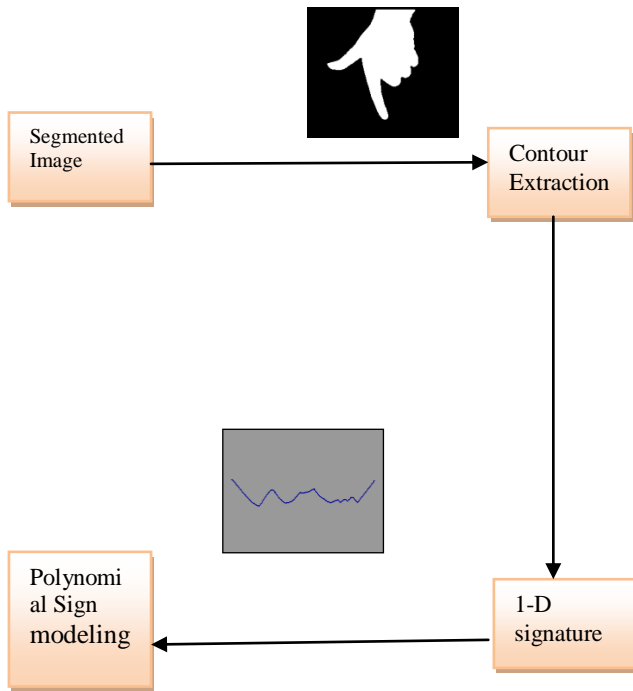 Segmented
Image
Contour
Extraction
Polynomi
al Sign
modeling
1-D
signature